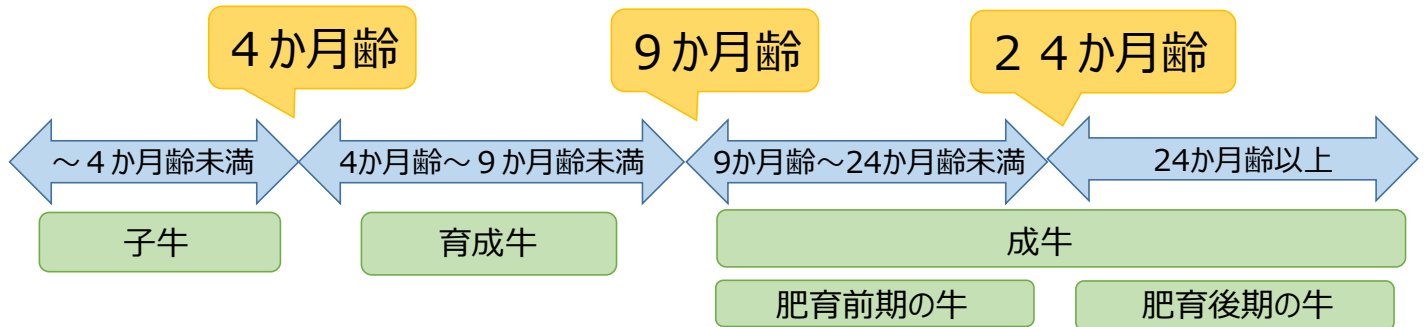 ４か月齢
９か月齢
２４か月齢
～４か月齢未満
4か月齢～９か月齢未満
9か月齢～24か月齢未満
24か月齢以上
子牛
育成牛
成牛
肥育前期の牛
肥育後期の牛